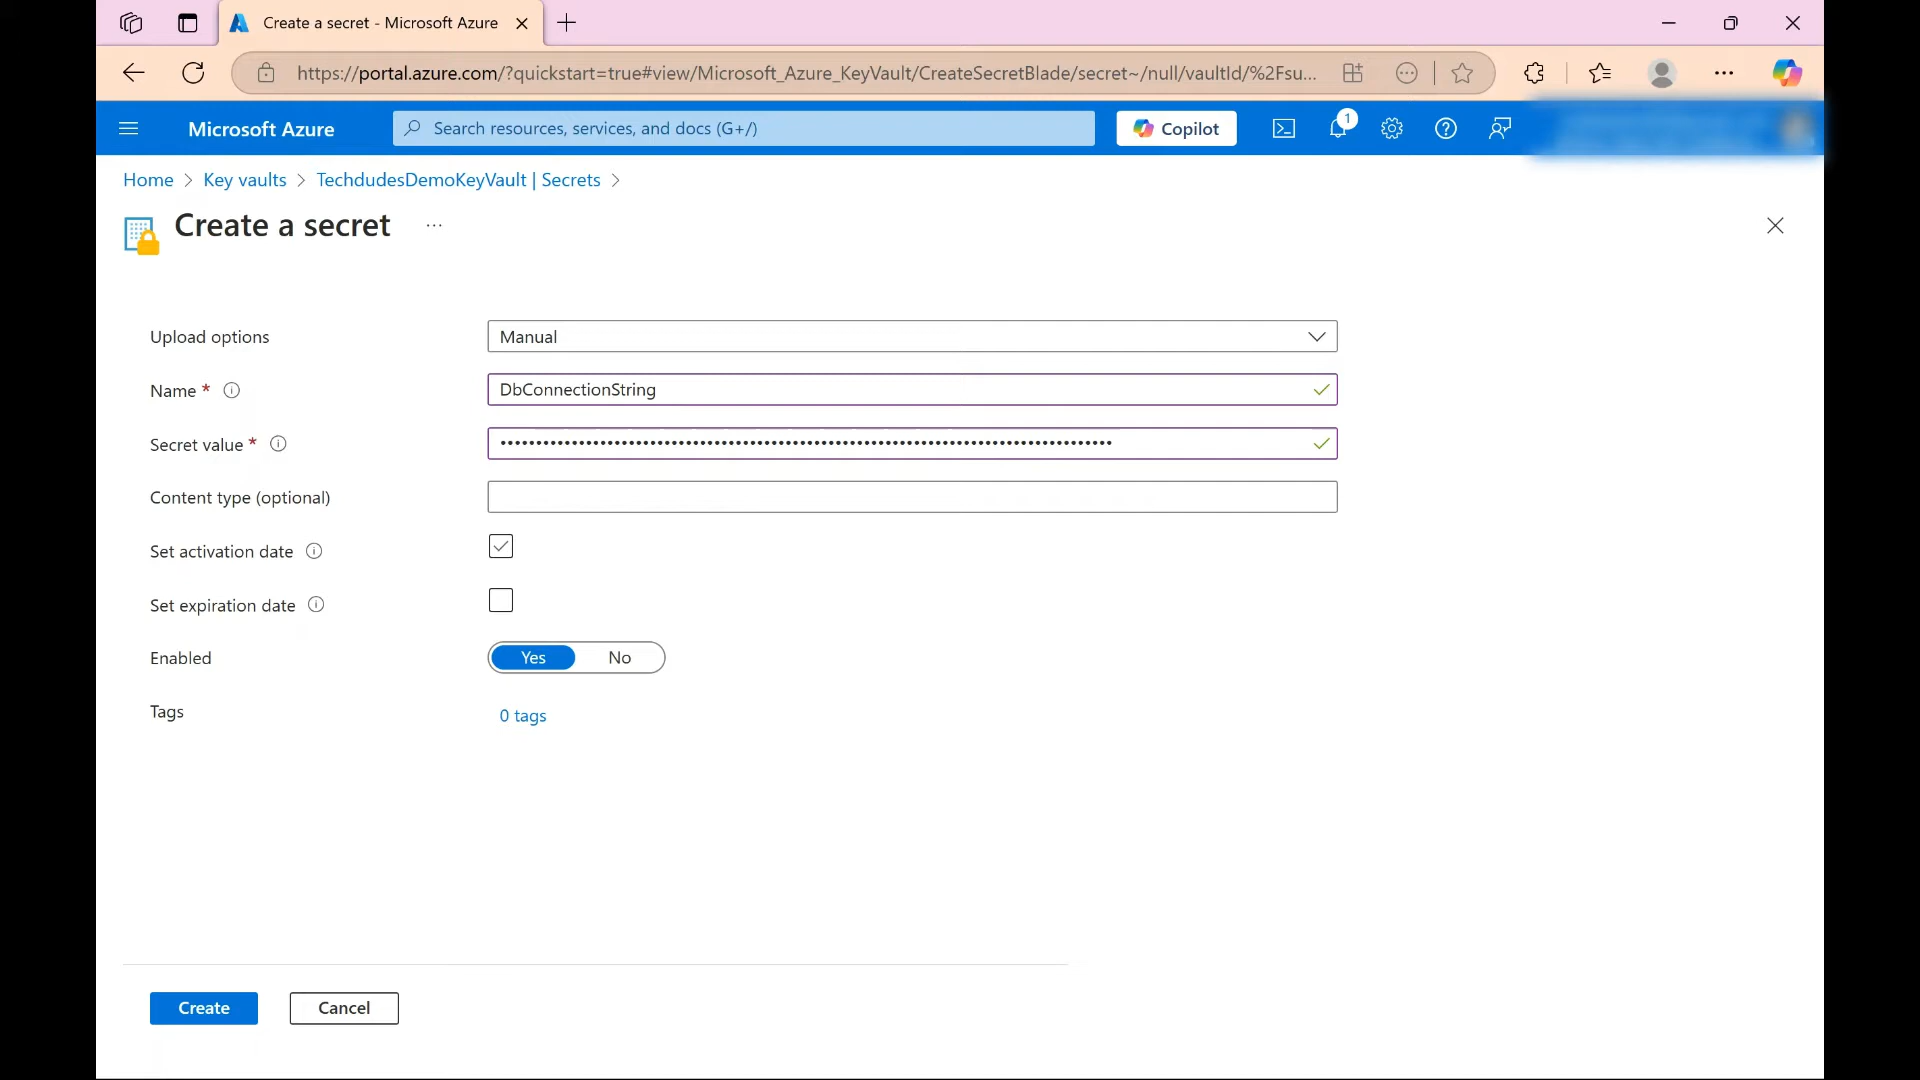 Create a secret - Microsoft Azure
https://portal.azure.com/?quickstart=true#view/Microsoft_Azure_KeyVault/CreateSecretBlade/secret~/null/vaultId/%2Fsu...
Microsoft Azure
Search resources, services, and docs (G+/)
Copilot
1
Home > Key vaults > TechdudesDemoKeyVault | Secrets >
Create a secret ...
Upload options
Manual
Name *
DbConnectionString
Secret value *
Content type (optional)
Set activation date
Set expiration date
Enabled
Yes No
Tags
0 tags
Create Cancel